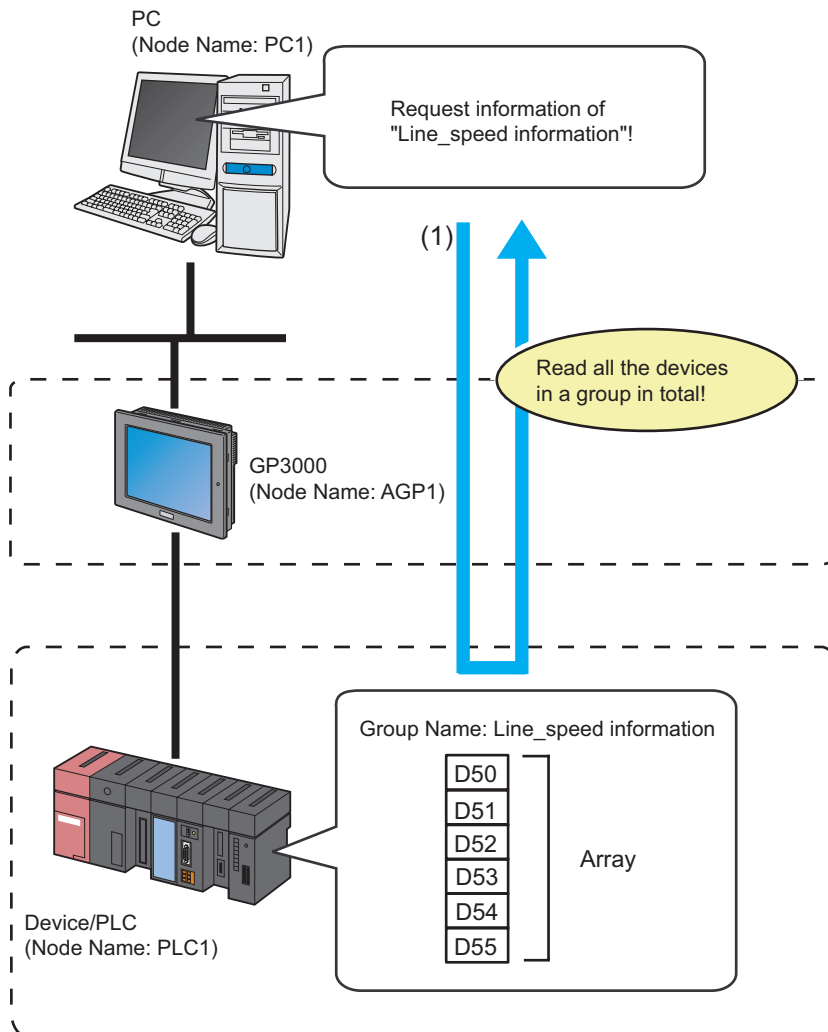 PC
(Node Name: PC1)
Request information of
"Line_speed information"!
(1)
Read all the devices
in a group in total!
GP3000
(Node Name: AGP1)
Group Name: Line_speed information
D50
D51
D52
D53
D54
D55
Array
Device/PLC
(Node Name: PLC1)